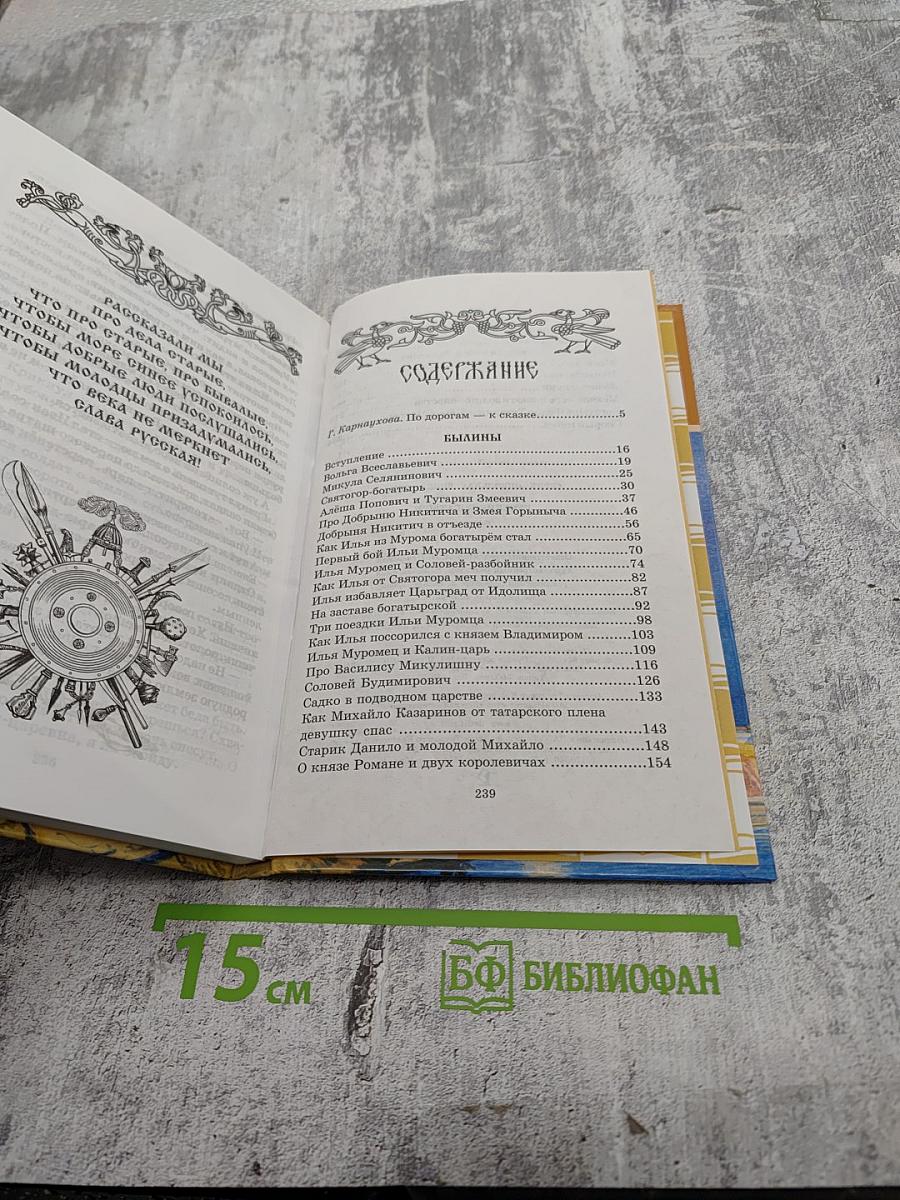 РАССКАЗАЛИ МЫ
ПРО ДЕЛА СТАРЫЕ,
ЧТО ПРО СТАРЫЕ, ПРО БЫВАЛЫЕ,
ЧТОБЫ МОРЕ СИНЕЕ УСПОКОИЛОСЬ,
ЧТОБЫ ДОБРЫЕ ЛЮДИ ПОСЛУШАЛИСЬ,
ЧТОБЫ МОЛОДЦЫ ПРИЗАДУМАЛИСЬ,
ЧТО ВЕКА НЕ МЕРКНЕТ
СЛАВА РУССКАЯ!
СОДЕРЖАНИЕ
Г. Карнаухова. По дорогам — к сказке.....................5
БЫЛИНЫ
Вступление ..................................................16
Вольга Всеславьевич ........................................19
Микула Селянинович ........................................25
Святогор-богатырь ..........................................30
Алёша Попович и Тугарин Змеевич ......................37
Про Добрыню Никитича и Змея Горыныча ..............46
Добрыня Никитич в отъезде ..............................56
Как Илья из Мурома богатырём стал ....................65
Первый бой Ильи Муромца ................................70
Илья Муромец и Соловей-разбойник ....................74
Как Илья от Святогора меч получил ....................82
Илья избавляет Царьград от Идолища ..................87
На заставе богатырской ....................................92
Три поездки Ильи Муромца ................................98
Как Илья поссорился с князем Владимиром ..........103
Илья Муромец и Калин-царь ..............................109
Про Василису Микулишну ................................116
Соловей Будимирович ....................................126
Садко в подводном царстве ..............................133
Как Михайло Казаринов от татарского плена
девушку спас ................................................143
Старик Данило и молодой Михайло ....................148
О князе Романе и двух королевичах ....................154
239
15 см
БФ БИБЛИОФАН